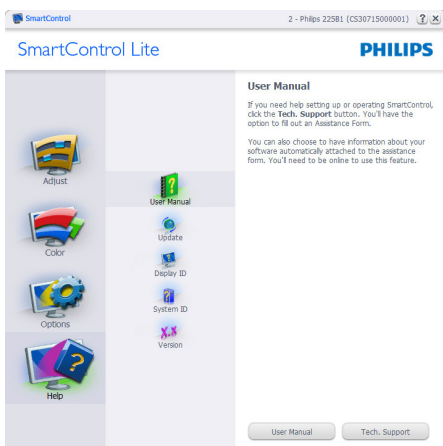 SmartControl
2 - Philips 225B1 (CS30715000001)
?
X
SmartControl Lite
PHILIPS
Adjust
Color
Options
Help
User Manual
Update
Display ID
System ID
X.X
Version
User Manual
If you need help setting up or operating SmartControl,
click the Tech. Support button. You'll have the
option to fill out an Assistance Form.
You can also choose to have information about your
software automatically attached to the assistance
form. You'll need to be online to use this feature.
User Manual
Tech. Support